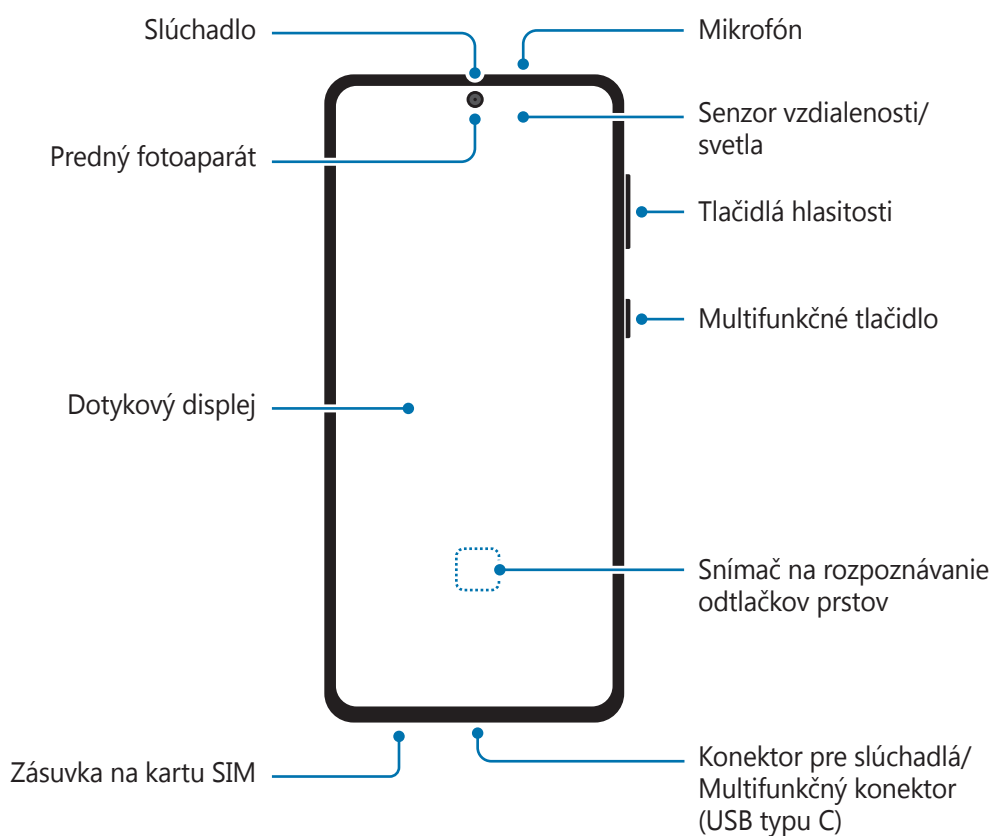 Slúchadlo
Mikrofón
Predný fotoaparát
Senzor vzdialenosti/
svetla
Tlačidlá hlasitosti
Multifunkčné tlačidlo
Dotykový displej
Snímač na rozpoznávanie
odtlačkov prstov
Zásuvka na kartu SIM
Konektor pre slúchadlá/
Multifunkčný konektor
(USB typu C)